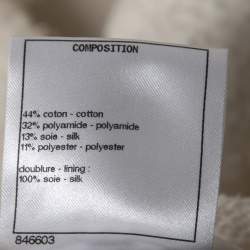 COMPOSITION
44% coton - cotton
32% polyamide - polyamide
13% soie - silk
11% polyester - polyester
doublure - lining :
100% soie - silk
846603